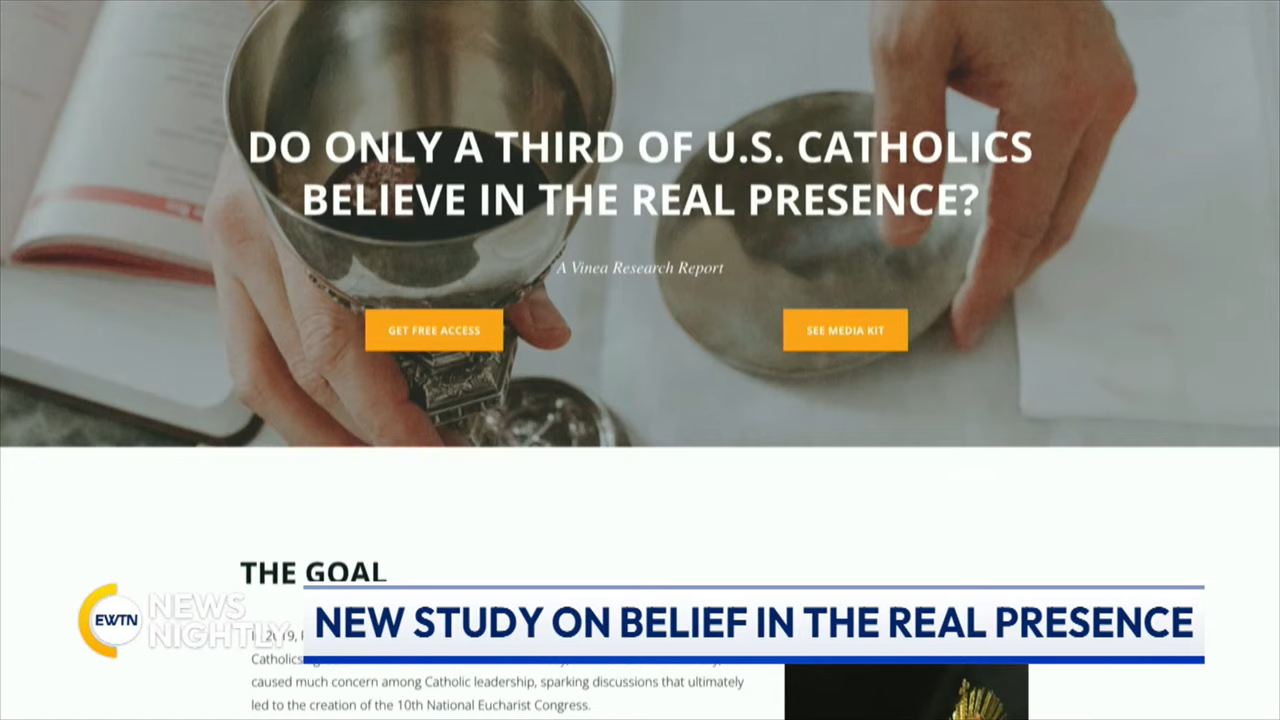 DO ONLY A THIRD OF U.S. CATHOLICS
BELIEVE IN THE REAL PRESENCE?
A Vinea Research Report
GET FREE ACCESS
SEE MEDIA KIT
THE GOAL
EWTN
NEWS
NIGHTLY
NEW STUDY ON BELIEF IN THE REAL PRESENCE
Catholics
caused much concern among Catholic leadership, sparking discussions that ultimately
led to the creation of the 10th National Eucharist Congress.